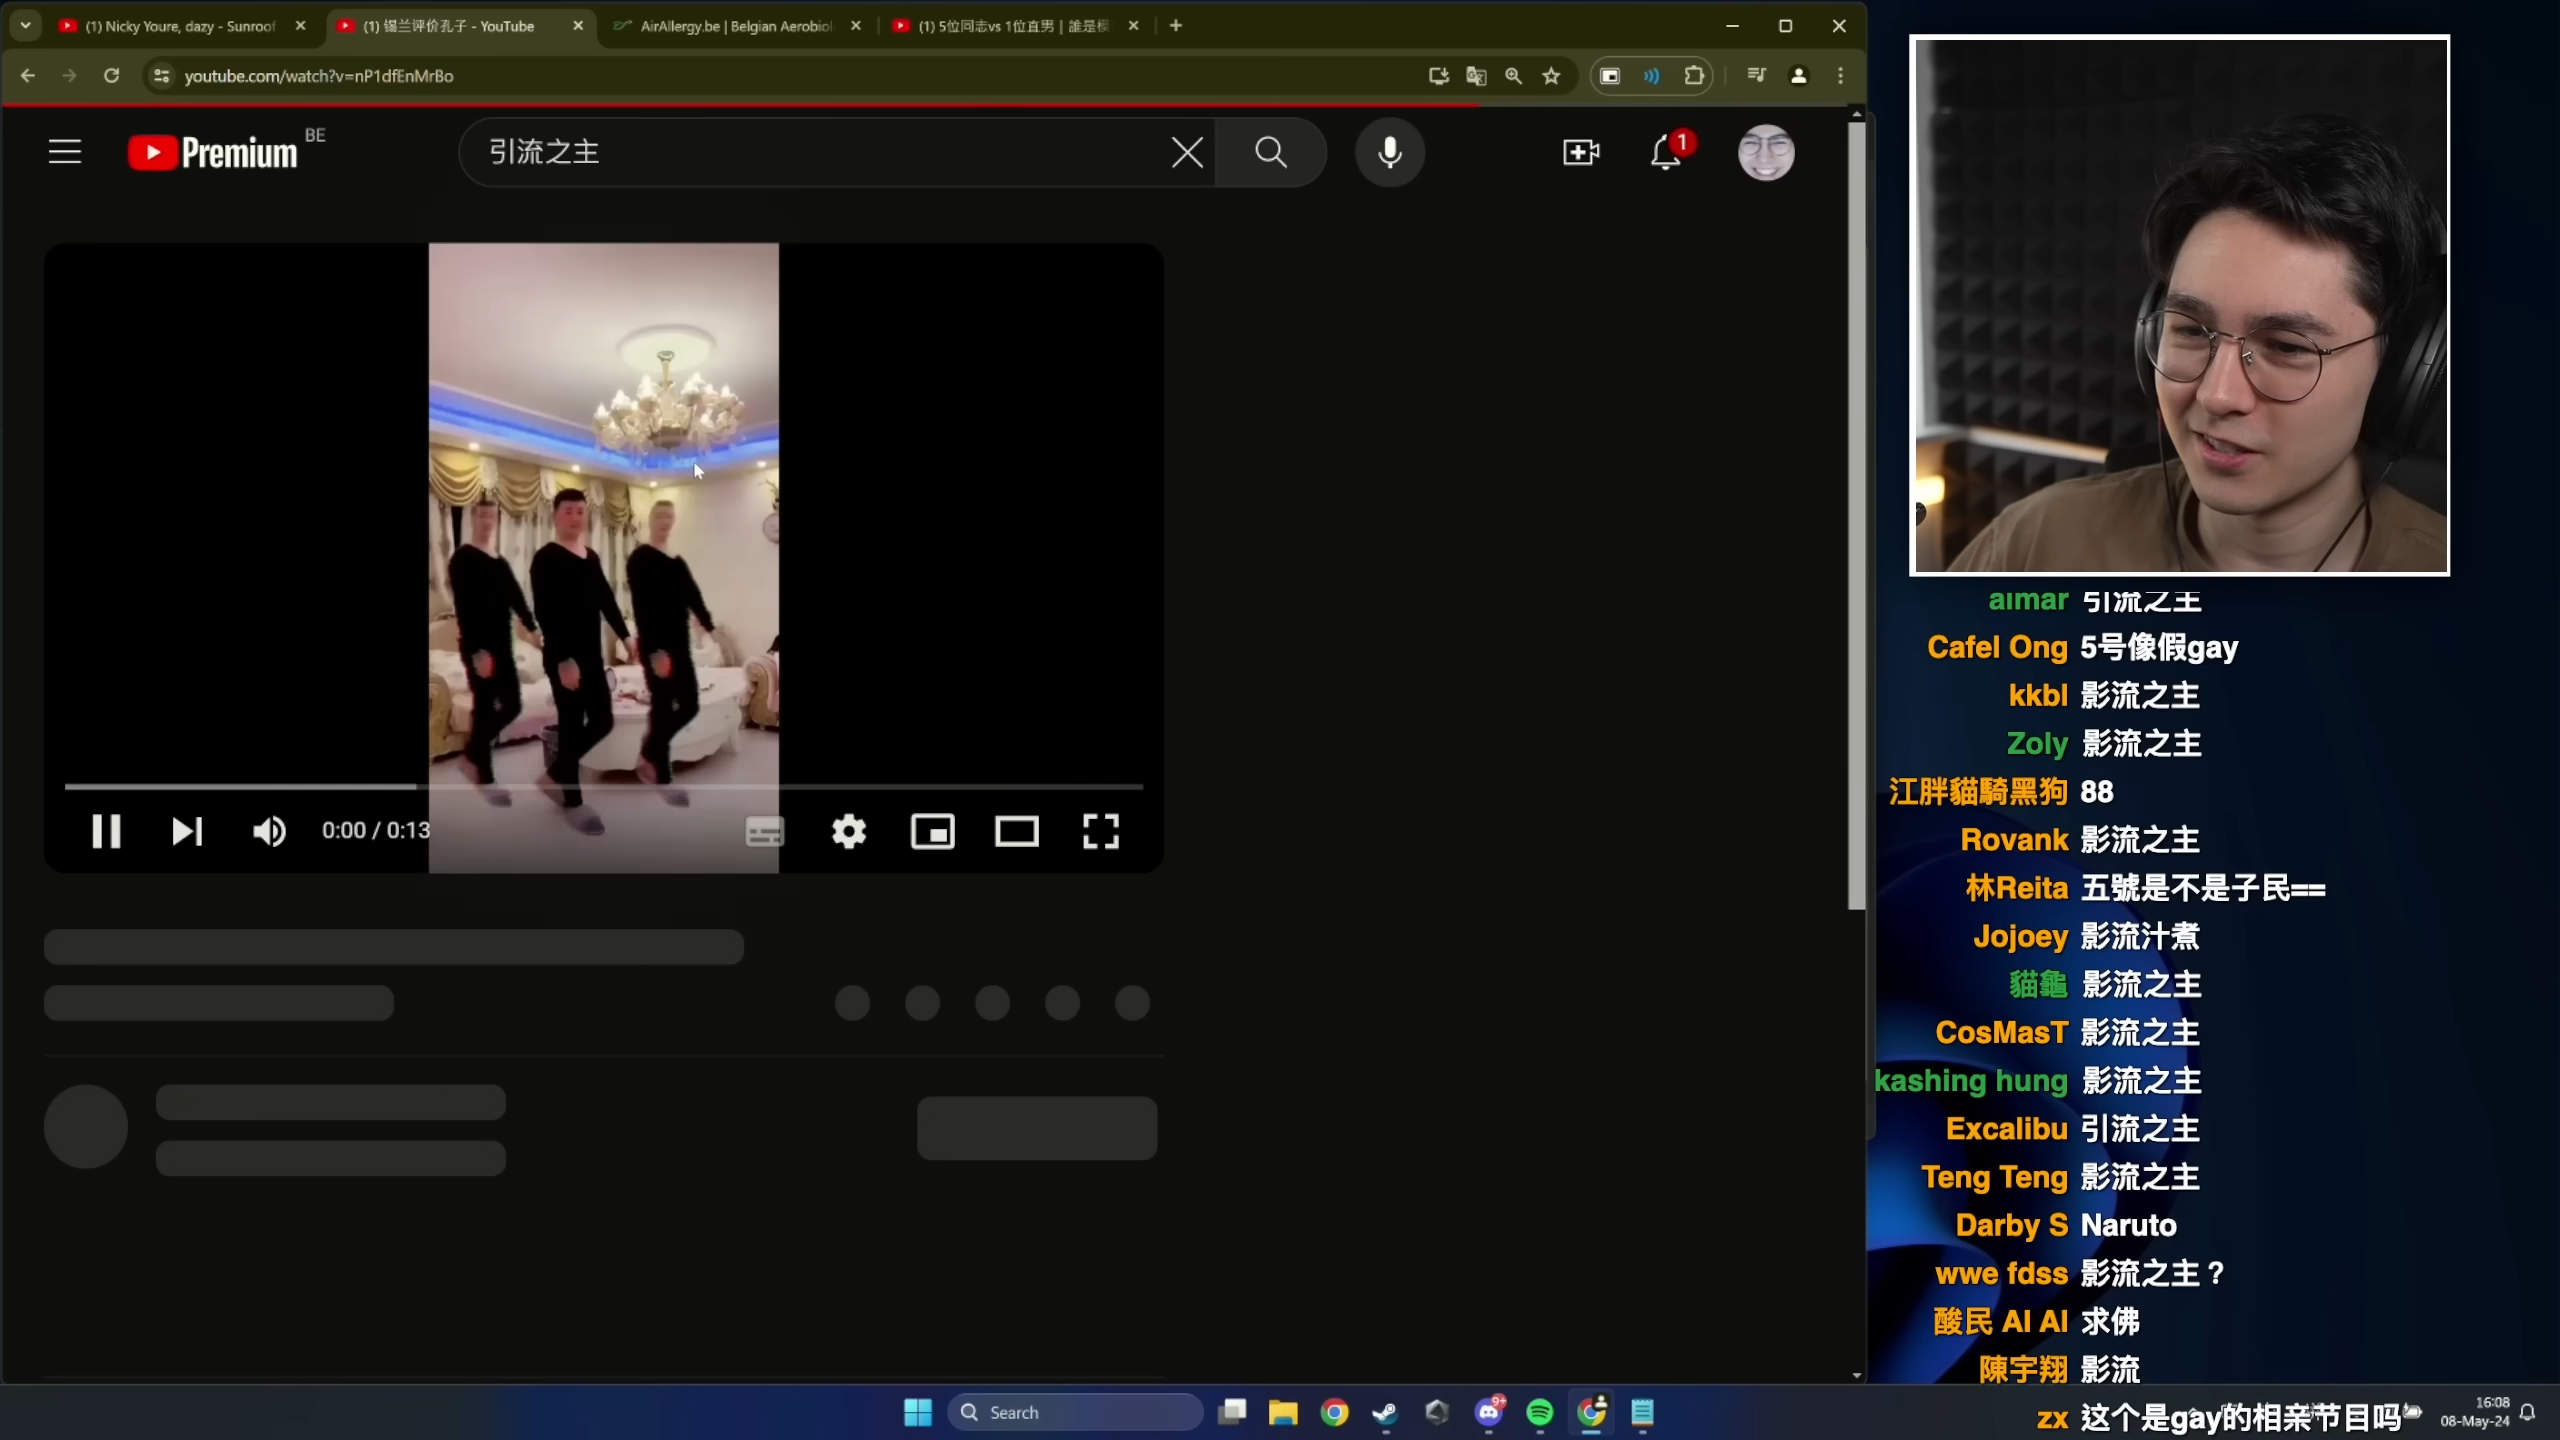 (1) Nicky Youre, dazy - Sunroof
(1) 锡兰评价孔子 - YouTube
AirAllergy.be | Belgian Aerobiol
(1) 5位同志vs 1位直男 | 誰是
youtube.com/watch?v=nP1dfEnMrBo
Premium BE
引流之主
1
0:00 / 0:13
aimar 引流之主
Cafel Ong 5号像假gay
kkbl 影流之主
Zoly 影流之主
江胖貓騎黑狗 88
Rovank 影流之主
林Reita 五號是不是子民==
Jojoey 影流汁煮
貓龜 影流之主
CosMasT 影流之主
kashing hung 影流之主
Excalibu 引流之主
Teng Teng 影流之主
Darby S Naruto
wwe fdss 影流之主？
酸民 AI AI 求佛
陳宇翔 影流
zx 这个是gay的相亲节目吗
Search
9+
16:08
08-May-24